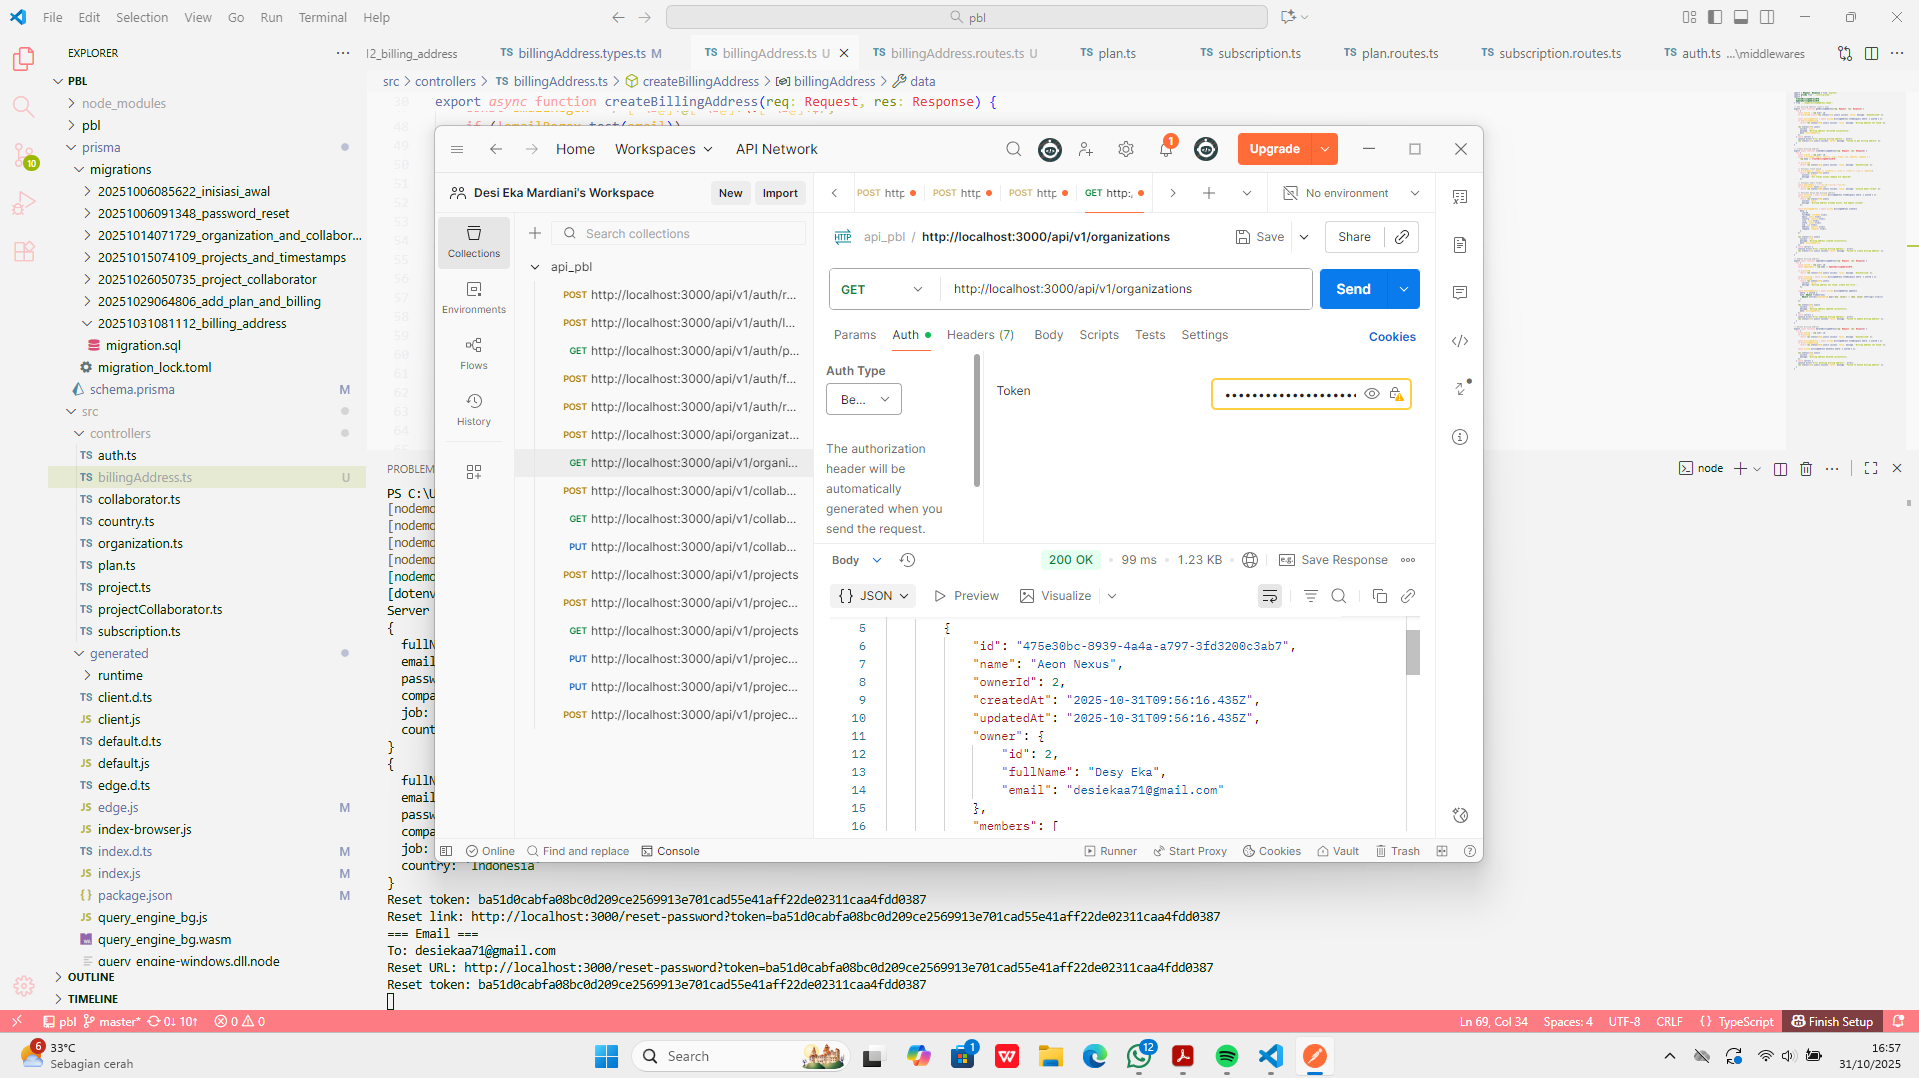 File Edit Selection View Go Run Terminal Help
pbl
EXPLORER
I2_billing_address
TS billingAddress.types.ts M
TS billingAddress.ts U
TS billingAddress.routes.ts U
TS plan.ts
TS subscription.ts
TS plan.routes.ts
TS subscription.routes.ts
TS auth.ts ...\middlewares
src > controllers > TS billingAddress.ts > createBillingAddress > billingAddress > data
30 export async function createBillingAddress(req: Request, res: Response) {
PBL
node_modules
pbl
prisma
migrations
20251006085622_inisiasi_awal
20251006091348_password_reset
20251014071729_organization_and_collabor...
20251015074109_projects_and_timestamps
20251026050735_project_collaborator
20251029064806_add_plan_and_billing
20251031081112_billing_address
migration.sql
migration_lock.toml
schema.prisma M
src
controllers
TS auth.ts
TS billingAddress.ts U
TS collaborator.ts
TS country.ts
TS organization.ts
TS plan.ts
TS project.ts
TS projectCollaborator.ts
TS subscription.ts
generated
runtime
TS client.d.ts
JS client.js
TS default.d.ts
JS default.js
TS edge.d.ts
JS edge.js M
JS index-browser.js
TS index.d.ts M
JS index.js M
{} package.json M
JS query_engine_bg.js
query_engine_bg.wasm
query_engine-windows.dll.node
OUTLINE
TIMELINE
10
Home Workspaces API Network
1
Upgrade
Desi Eka Mardiani's Workspace
New Import
POST http
POST http
POST http
GET http:
No environment
Collections
Environments
Flows
History
Search collections
api_pbl
POST http://localhost:3000/api/v1/auth/r...
POST http://localhost:3000/api/v1/auth/l...
GET http://localhost:3000/api/v1/auth/p...
POST http://localhost:3000/api/v1/auth/f...
POST http://localhost:3000/api/v1/auth/r...
POST http://localhost:3000/api/organizat...
GET http://localhost:3000/api/v1/organi...
POST http://localhost:3000/api/v1/collab...
GET http://localhost:3000/api/v1/collab...
PUT http://localhost:3000/api/v1/collab...
POST http://localhost:3000/api/v1/projects
POST http://localhost:3000/api/v1/projec...
GET http://localhost:3000/api/v1/projects
PUT http://localhost:3000/api/v1/projec...
PUT http://localhost:3000/api/v1/projec...
POST http://localhost:3000/api/v1/projec...
HTTP api_pbl / http://localhost:3000/api/v1/organizations
Save Share
GET http://localhost:3000/api/v1/organizations
Send
Params Auth Headers (7) Body Scripts Tests Settings
Cookies
Auth Type
Be...
Token
The authorization
header will be
automatically
generated when you
send the request.
Body 200 OK 99 ms 1.23 KB e.g. Save Response
{} JSON Preview Visualize
5 {
6 "id": "475e30bc-8939-4a4a-a797-3fd3200c3ab7",
7 "name": "Aeon Nexus",
8 "ownerId": 2,
9 "createdAt": "2025-10-31T09:56:16.435Z",
10 "updatedAt": "2025-10-31T09:56:16.435Z",
11 "owner": {
12 "id": 2,
13 "fullName": "Desy Eka",
14 "email": "desiekaa71@gmail.com"
15 },
16 "members": [
Online Find and replace Console
Runner Start Proxy Cookies Vault Trash
PROBLEM
node
PS C:\U
[nodemo
[nodemo
[nodemo
[nodemo
[nodemo
[dotenv
Server
{
fullN
email
passw
compa
job:
count
}
{
fullN
email
passw
compa
job:
country: 'Indonesia'
}
Reset token: ba51d0cabfa08bc0d209ce2569913e701cad55e41aff22de02311caa4fdd0387
Reset link: http://localhost:3000/reset-password?token=ba51d0cabfa08bc0d209ce2569913e701cad55e41aff22de02311caa4fdd0387
=== Email ===
To: desiekaa71@gmail.com
Reset URL: http://localhost:3000/reset-password?token=ba51d0cabfa08bc0d209ce2569913e701cad55e41aff22de02311caa4fdd0387
Reset token: ba51d0cabfa08bc0d209ce2569913e701cad55e41aff22de02311caa4fdd0387
pbl master* 0↓ 10↑ 0 0
Ln 69, Col 34 Spaces: 4 UTF-8 CRLF {} TypeScript Finish Setup
6
33°C
Sebagian cerah
Search
1
12
16:57
31/10/2025